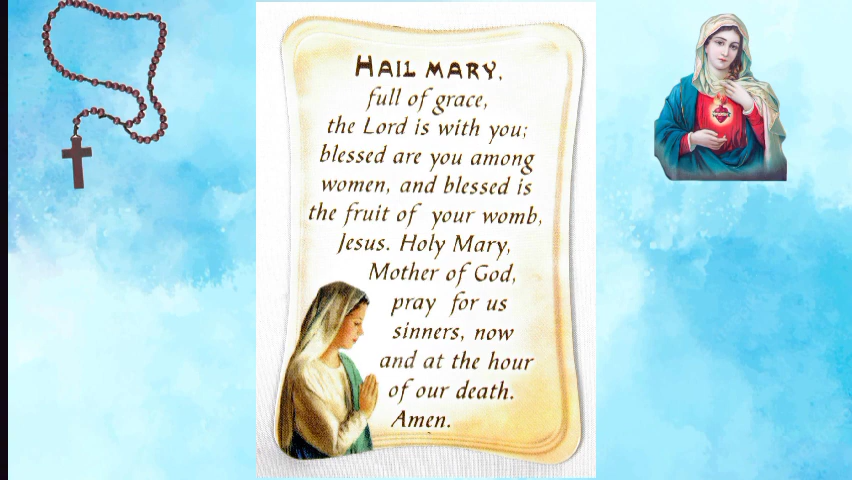 HAIL MARY,
full of grace,
the Lord is with you;
blessed are you among
women, and blessed is
the fruit of your womb,
Jesus. Holy Mary,
Mother of God,
pray for us
sinners, now
and at the hour
of our death.
Amen.